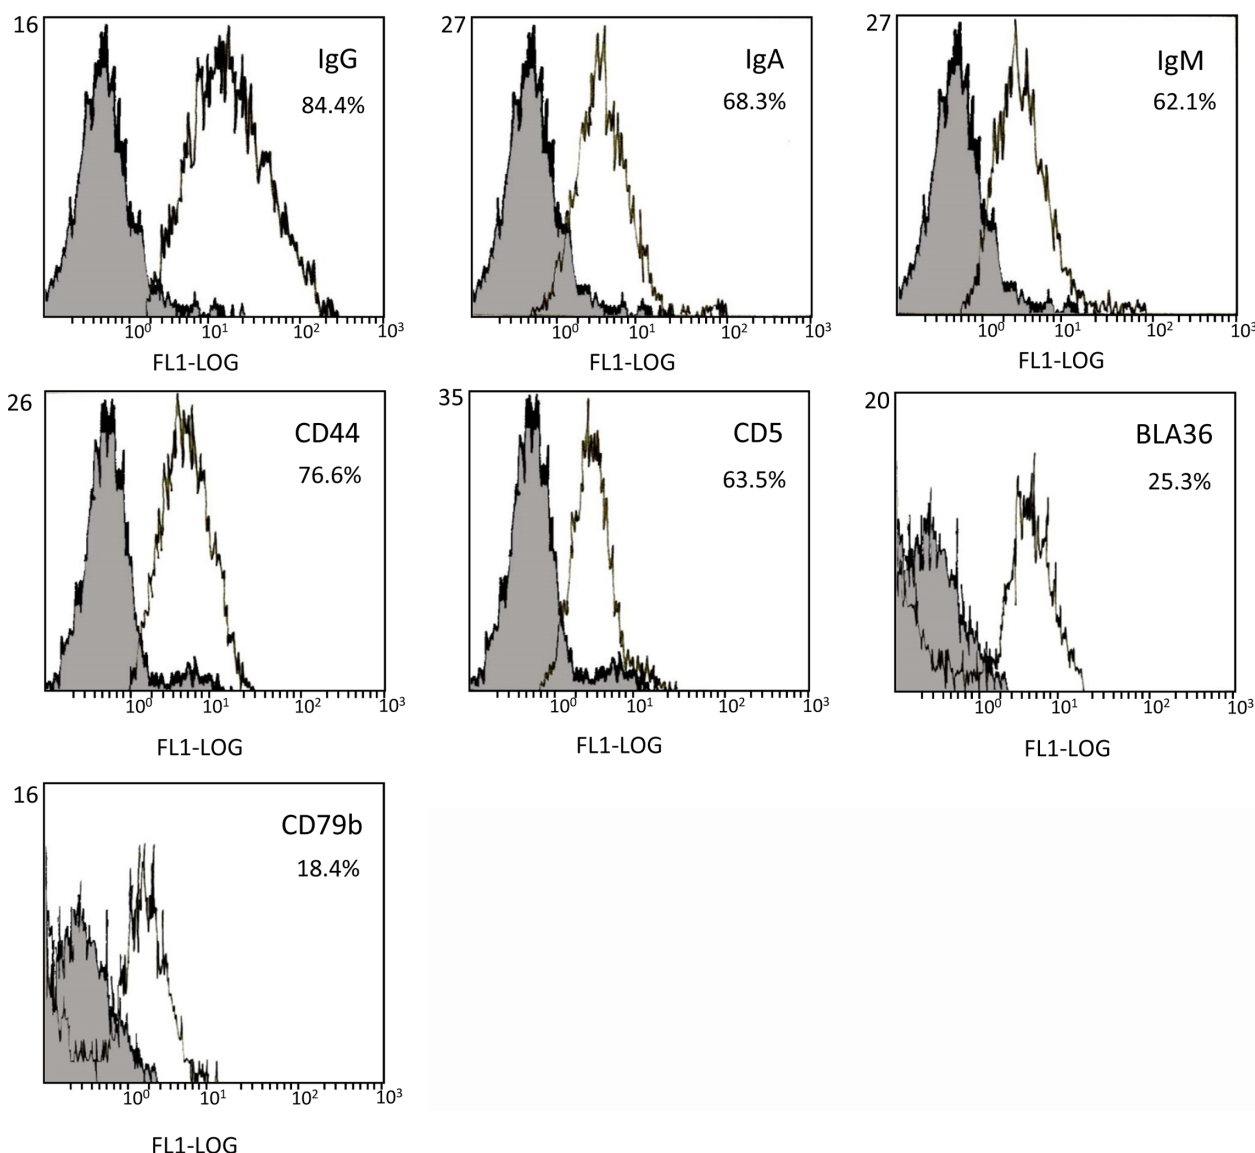 16
IgG
84.4%
10⁰ 10¹ 10² 10³
FL1-LOG
27
IgA
68.3%
10⁰ 10¹ 10² 10³
FL1-LOG
27
IgM
62.1%
10⁰ 10¹ 10² 10³
FL1-LOG
26
CD44
76.6%
10⁰ 10¹ 10² 10³
FL1-LOG
35
CD5
63.5%
10⁰ 10¹ 10² 10³
FL1-LOG
20
BLA36
25.3%
10⁰ 10¹ 10² 10³
FL1-LOG
16
CD79b
18.4%
10⁰ 10¹ 10² 10³
FL1-LOG